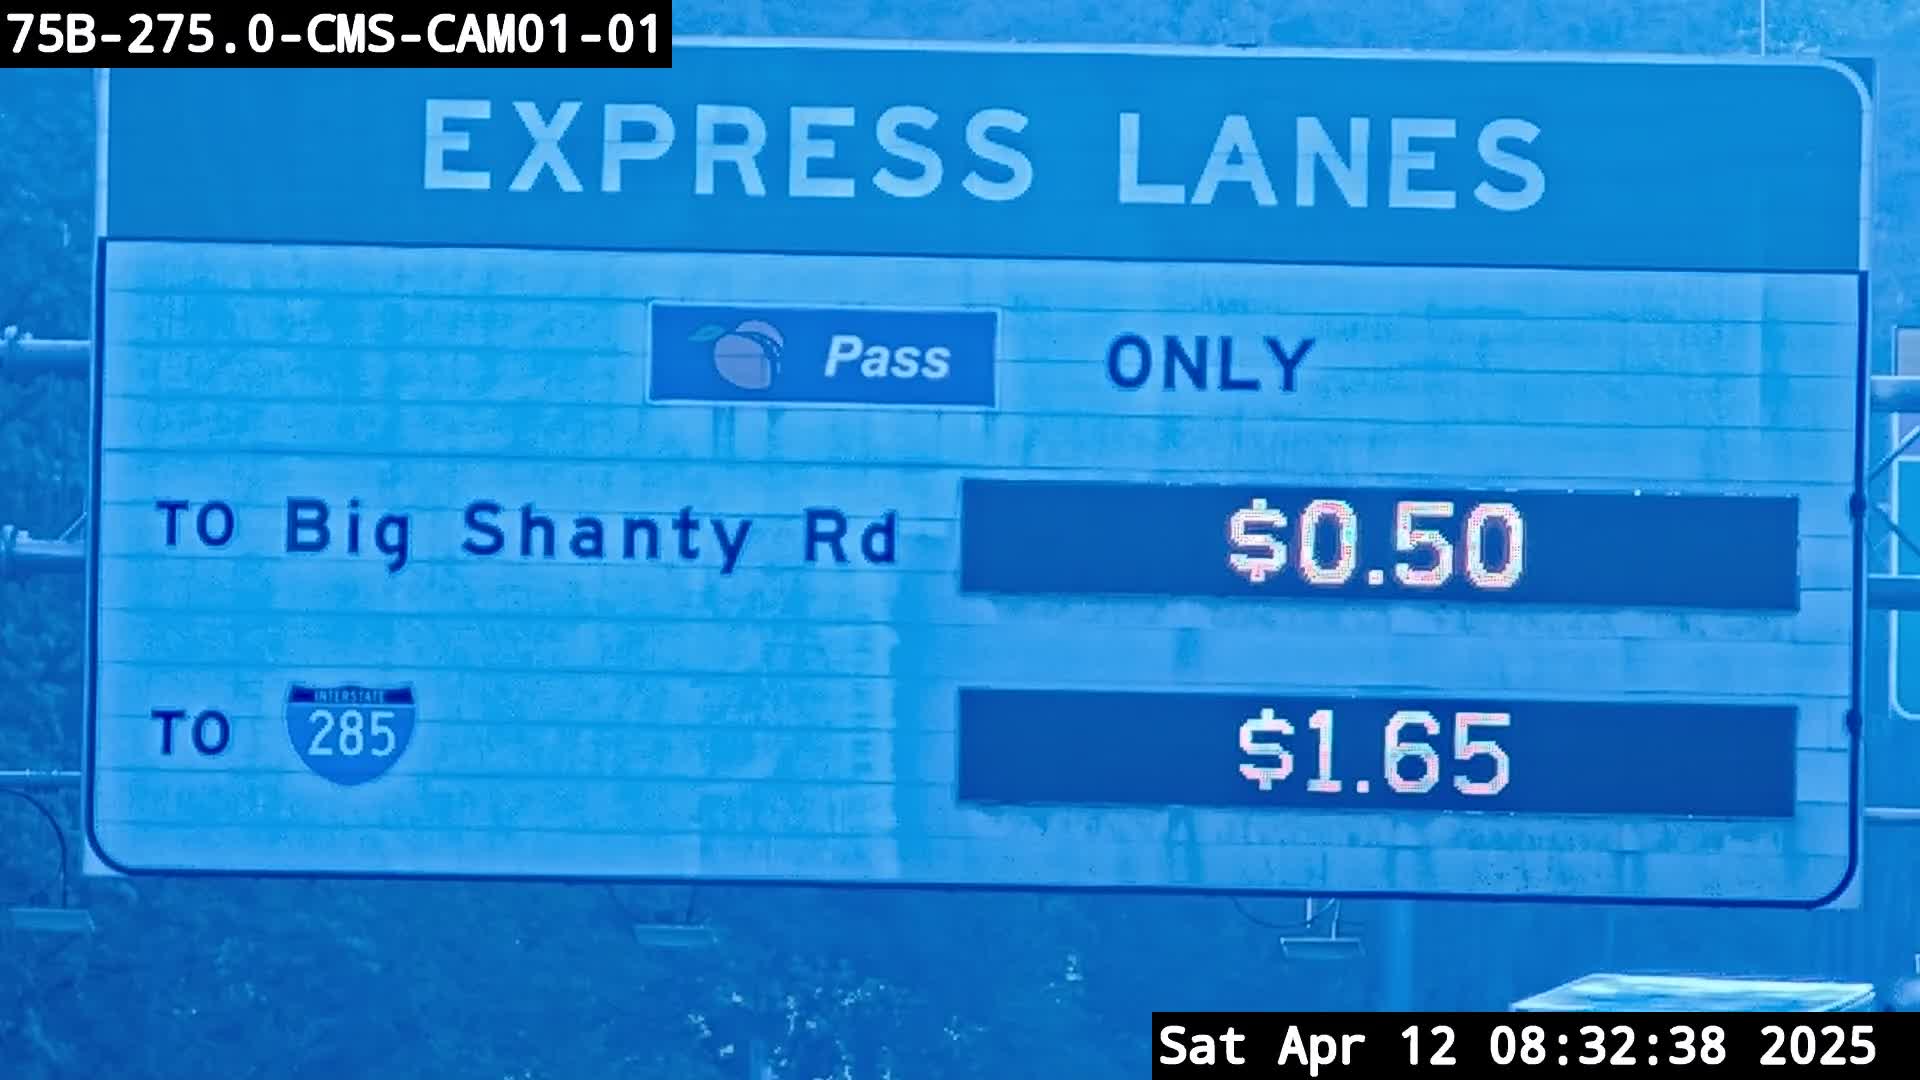 75B-275.0-CMS-CAM01-01
EXPRESS LANES
Pass ONLY
TO Big Shanty Rd $0.50
TO INTERSTATE 285 $1.65
Sat Apr 12 08:32:38 2025